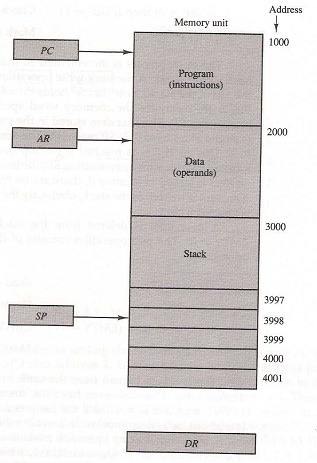 Address
Memory unit
1000
PC
Program
(instructions)
2000
AR
Data
(operands)
3000
Stack
3997
SP
3998
3999
4000
4001
DR